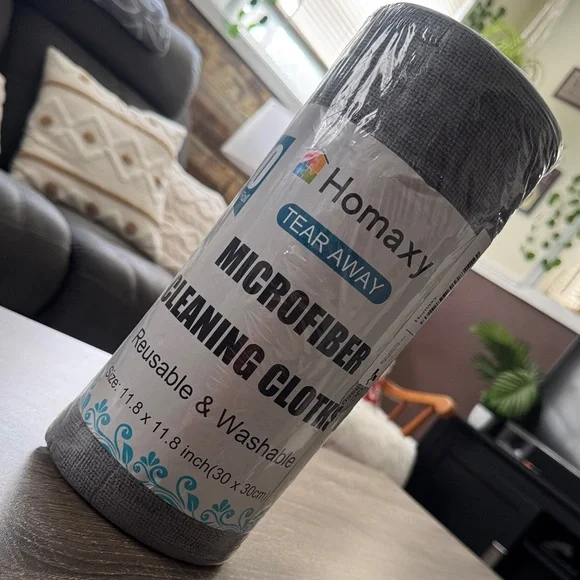 Homaxy
TEAR AWAY
MICROFIBER
CLEANING CLOTHS
Reusable & Washable
Size: 11.8 x 11.8 inch(30 x 30cm)